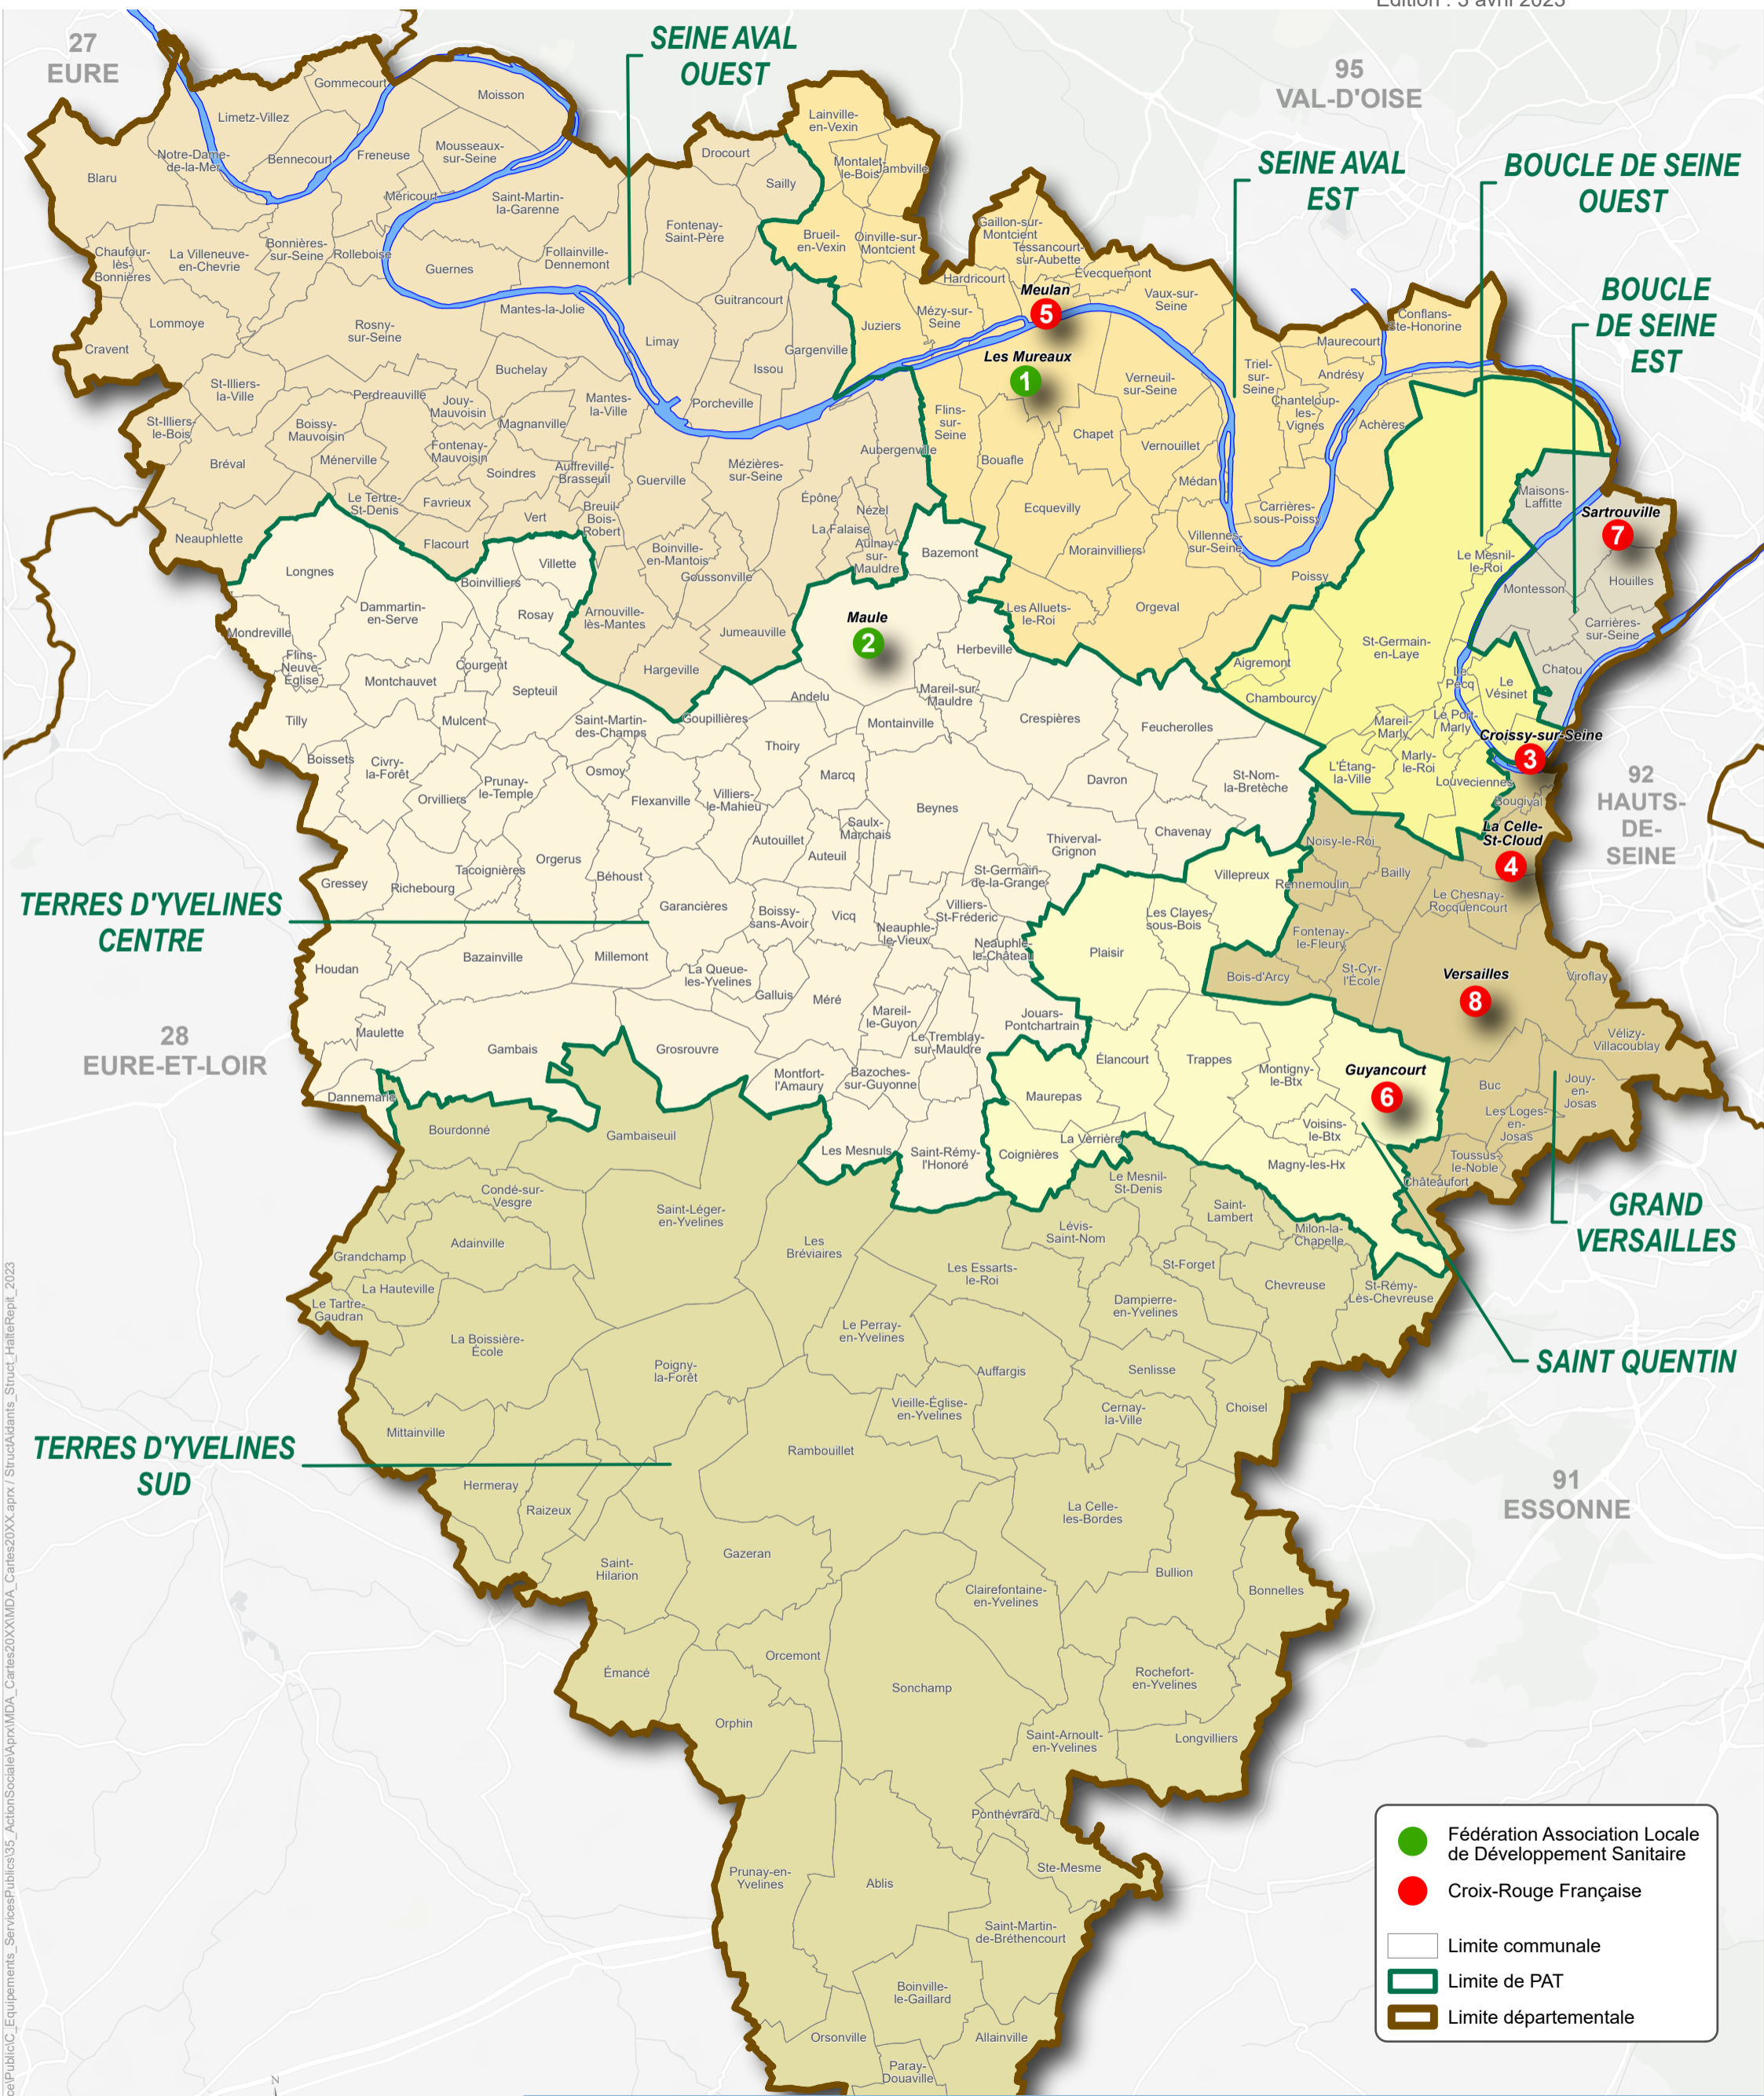 Édition : 3 avril 2023
27
EURE
SEINE AVAL
OUEST
95
VAL-D'OISE
SEINE AVAL
EST
BOUCLE DE SEINE
OUEST
BOUCLE
DE SEINE
EST
Gommecourt
Moisson
Limetz-Villez
Lainville-
en-Vexin
Notre-Dame-
de-la-Mer
Bennecourt
Freneuse
Mousseaux-
sur-Seine
Drocourt
Montalet-
le-Bois
Jambville
Blaru
Sailly
Méricourt
Saint-Martin-
la-Garenne
Fontenay-
Saint-Père
Gaillon-sur-
Montcient
Brueil-
en-Vexin
Oinville-sur-
Montcient
Tessancourt-
sur-Aubette
Chaufour-
lès-
Bonnières
La Villeneuve-
en-Chevrie
Bonnières-
sur-Seine
Rolleboise
Guernes
Follainville-
Dennemont
Hardricourt
Évecquemont
Meulan
5
Vaux-sur-
Seine
Guitrancourt
Mantes-la-Jolie
Mézy-sur-
Seine
Juziers
Lommoye
Rosny-
sur-Seine
Limay
Cravent
Gargenville
Issou
Les Mureaux
1
Conflans-
Ste-Honorine
Maurecourt
Andrésy
Triel-
sur-
Seine
Verneuil-
sur-Seine
Buchelay
St-Illiers-
la-Ville
Perdreauville
Jouy-
Mauvoisin
Mantes-
la-Ville
Porcheville
Chanteloup-
les-
Vignes
Achères
St-Illiers-
le-Bois
Boissy-
Mauvoisin
Magnanville
Flins-
sur-
Seine
Chapet
Vernouillet
Fontenay-
Mauvoisin
Aubergenville
Bouafle
Bréval
Ménerville
Soindres
Auffreville-
Brasseuil
Guerville
Mézières-
sur-Seine
Médan
Le Tertre-
St-Denis
Favrieux
Épône
Nézel
Ecquevilly
Carrières-
sous-Poissy
Maisons-
Laffitte
Sartrouville
7
Vert
Breuil-
Bois-
Robert
La Falaise
Neauphlette
Flacourt
Boinville-
en-Mantois
Aulnay-
sur-
Mauldre
Bazemont
Morainvilliers
Villennes-
sur-Seine
Le Mesnil-
le-Roi
Longnes
Boinvilliers
Villette
Goussonville
Poissy
Montesson
Houilles
Dammartin-
en-Serve
Rosay
Arnouville-
lès-Mantes
Maule
2
Les Alluets-
le-Roi
Orgeval
Carrières-
sur-Seine
Mondreville
Jumeauville
Herbeville
St-Germain-
en-Laye
Flins-
Neuve-
Église
Courgent
Hargeville
Aigremont
Chatou
Montchauvet
Septeuil
Andelu
Mareil-sur-
Mauldre
Chambourcy
Le
Pecq
Le
Vésinet
Tilly
Mulcent
Saint-Martin-
des-Champs
Goupillières
Montainville
Crespières
Feucherolles
Mareil-
Marly
Le Port-
Marly
Croissy-sur-Seine
3
Boissets
Civry-
la-Forêt
Thoiry
L'Étang-
la-Ville
Marly-
le-Roi
Louveciennes
92
HAUTS-
DE-
SEINE
Osmoy
Marcq
Davron
St-Nom-
la-Bretèche
Prunay-
le-Temple
Orvilliers
Flexanville
Villiers-
le-Mahieu
Beynes
Bougival
Saulx-
Marchais
La Celle-
St-Cloud
4
Autouillet
Auteuil
Thiverval-
Grignon
Chavenay
Noisy-le-Roi
Orgerus
Tacoignières
Béhoust
St-Germain-
de-la-Grange
Villepreux
Rennemoulin
Bailly
Gressey
Richebourg
Le Chesnay-
Rocquencourt
TERRES D'YVELINES
CENTRE
Garancières
Boissy-
sans-Avoir
Vicq
Villiers-
St-Fréderic
Les Clayes-
sous-Bois
Neauphle-
le-Vieux
Neauphle-
le-Château
Fontenay-
le-Fleury
Bazainville
Millemont
Plaisir
Houdan
La Queue-
les-Yvelines
Bois-d'Arcy
St-Cyr-
l'École
Versailles
8
Viroflay
Galluis
Méré
Mareil-
le-Guyon
Jouars-
Pontchartrain
28
EURE-ET-LOIR
Maulette
Gambais
Grosrouvre
Le Tremblay-
sur-Mauldre
Vélizy-
Villacoublay
Élancourt
Trappes
Montigny-
le-Btx
Guyancourt
6
Montfort-
l'Amaury
Bazoches-
sur-Guyonne
Buc
Jouy-
en-
Josas
Dannemarie
Maurepas
Les Loges-
en-
Josas
Bourdonné
Gambaiseuil
Voisins-
le-Btx
La Verrière
Les Mesnuls
Saint-Rémy-
l'Honoré
Coignières
Magny-les-Hx
Toussus-
le-Noble
Châteaufort
Le Mesnil-
St-Denis
Condé-sur-
Vesgre
Saint-Léger-
en-Yvelines
Saint-
Lambert
GRAND
VERSAILLES
Lévis-
Saint-Nom
Milon-la-
Chapelle
Adainville
Les
Bréviaires
Grandchamp
St-Forget
Les Essarts-
le-Roi
Chevreuse
St-Rémy-
Lès-Chevreuse
La Hauteville
Le Tartre-
Gaudran
Dampierre-
en-Yvelines
Le Perray-
en-Yvelines
La Boissière-
École
Poigny-
la-Forêt
Auffargis
Senlisse
SAINT QUENTIN
Vieille-Église-
en-Yvelines
Cernay-
la-Ville
Choisel
Mittainville
TERRES D'YVELINES
SUD
Rambouillet
Hermeray
Raizeux
La Celle-
les-Bordes
91
ESSONNE
Gazeran
Saint-
Hilarion
Bullion
Clairefontaine-
en-Yvelines
Bonnelles
Orcemont
Émancé
Rochefort-
en-Yvelines
Sonchamp
Orphin
Saint-Arnoult-
en-Yvelines
Longvilliers
Ponthévrard
Prunay-en-
Yvelines
Ablis
Ste-Mesme
Saint-Martin-
de-Bréthencourt
Boinville-
le-Gaillard
Orsonville
Allainville
Paray-
Douaville
Fédération Association Locale
de Développement Sanitaire
Croix-Rouge Française
Limite communale
Limite de PAT
Limite départementale
N
ce\Public\C_Equipements_ServicesPublics\35_ActionSociale\Aprx\MDA_Cartes20XX\MDA_Cartes20XX.aprx / StructAidants_Struct_HalteRepit_2023